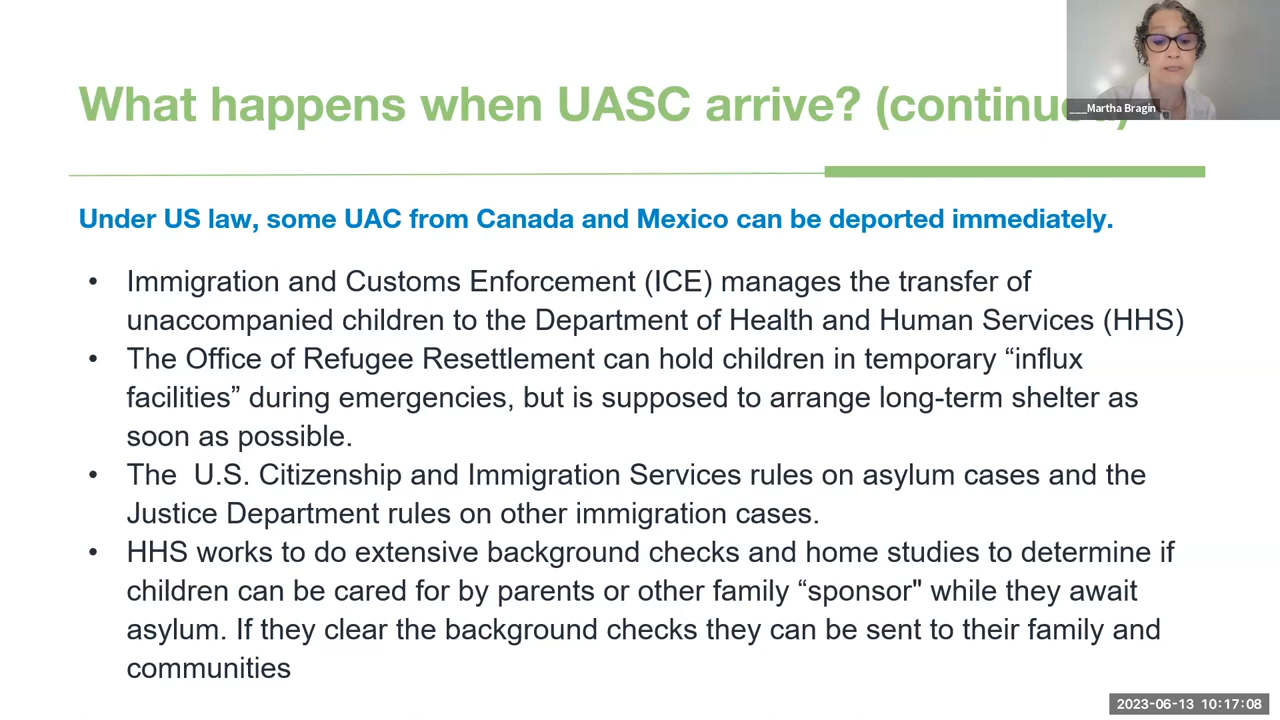 What happens when UASC arrive? (continued)
___Martha Bragin
Under US law, some UAC from Canada and Mexico can be deported immediately.
• Immigration and Customs Enforcement (ICE) manages the transfer of
unaccompanied children to the Department of Health and Human Services (HHS)
• The Office of Refugee Resettlement can hold children in temporary “influx
facilities” during emergencies, but is supposed to arrange long-term shelter as
soon as possible.
• The  U.S. Citizenship and Immigration Services rules on asylum cases and the
Justice Department rules on other immigration cases.
• HHS works to do extensive background checks and home studies to determine if
children can be cared for by parents or other family “sponsor" while they await
asylum. If they clear the background checks they can be sent to their family and
communities
2023-06-13 10:17:08